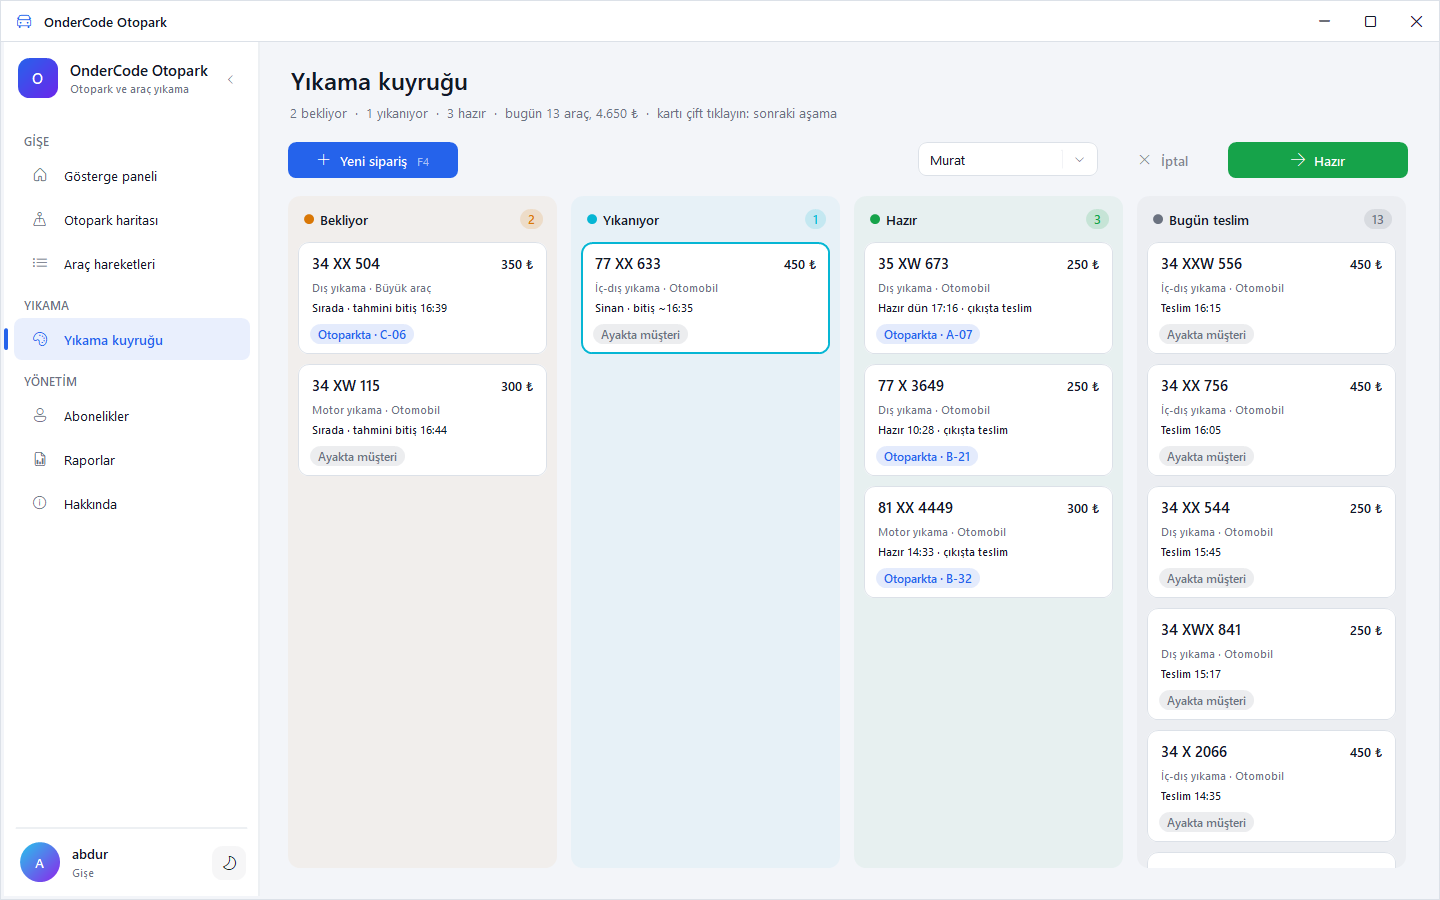 OnderCode Otopark
O
OnderCode Otopark
Otopark ve araç yıkama
GİŞE
Gösterge paneli
Otopark haritası
Araç hareketleri
YIKAMA
Yıkama kuyruğu
YÖNETİM
Abonelikler
Raporlar
Hakkında
A
abdur
Gişe
Yıkama kuyruğu
2 bekliyor · 1 yıkanıyor · 3 hazır · bugün 13 araç, 4.650 ₺ · kartı çift tıklayın: sonraki aşama
Yeni sipariş F4
Murat
İptal
Hazır
Bekliyor 2
34 XX 504 350 ₺
Dış yıkama · Büyük araç
Sırada · tahmini bitiş 16:39
Otoparkta · C-06
34 XW 115 300 ₺
Motor yıkama · Otomobil
Sırada · tahmini bitiş 16:44
Ayakta müşteri
Yıkanıyor 1
77 XX 633 450 ₺
İç-dış yıkama · Otomobil
Sinan · bitiş ~16:35
Ayakta müşteri
Hazır 3
35 XW 673 250 ₺
Dış yıkama · Otomobil
Hazır dün 17:16 · çıkışta teslim
Otoparkta · A-07
77 X 3649 250 ₺
Dış yıkama · Otomobil
Hazır 10:28 · çıkışta teslim
Otoparkta · B-21
81 XX 4449 300 ₺
Motor yıkama · Otomobil
Hazır 14:33 · çıkışta teslim
Otoparkta · B-32
Bugün teslim 13
34 XXW 556 450 ₺
İç-dış yıkama · Otomobil
Teslim 16:15
Ayakta müşteri
34 XX 756 450 ₺
İç-dış yıkama · Otomobil
Teslim 16:05
Ayakta müşteri
34 XX 544 250 ₺
Dış yıkama · Otomobil
Teslim 15:45
Ayakta müşteri
34 XWX 841 250 ₺
Dış yıkama · Otomobil
Teslim 15:17
Ayakta müşteri
34 X 2066 450 ₺
İç-dış yıkama · Otomobil
Teslim 14:35
Ayakta müşteri